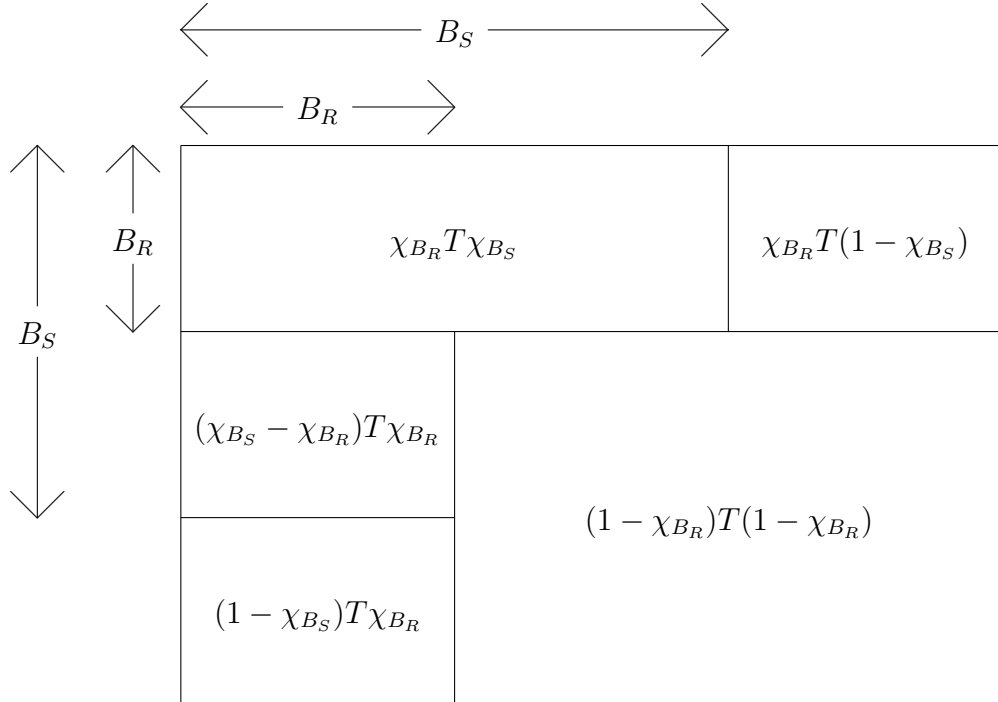 B_S
B_R
B_R
B_S
χ_{B_R}Tχ_{B_S}
χ_{B_R}T(1 − χ_{B_S})
(χ_{B_S} − χ_{B_R})Tχ_{B_R}
(1 − χ_{B_R})T(1 − χ_{B_R})
(1 − χ_{B_S})Tχ_{B_R}